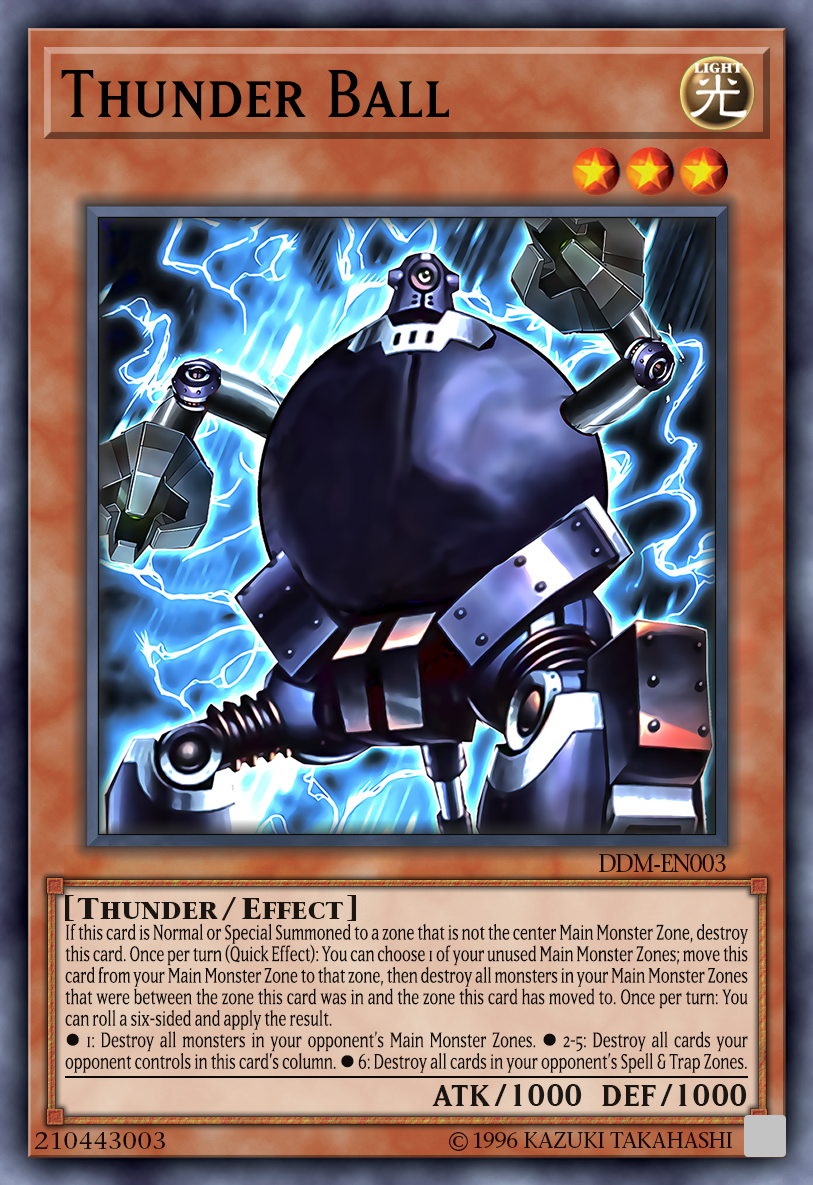 THUNDER BALL
LIGHT
光
DDM-EN003
[THUNDER/EFFECT]
If this card is Normal or Special Summoned to a zone that is not the center Main Monster Zone, destroy
this card. Once per turn (Quick Effect): You can choose 1 of your unused Main Monster Zones; move this
card from your Main Monster Zone to that zone, then destroy all monsters in your Main Monster Zones
that were between the zone this card was in and the zone this card has moved to. Once per turn: You
can roll a six-sided and apply the result.
● 1: Destroy all monsters in your opponent's Main Monster Zones. ● 2-5: Destroy all cards your
opponent controls in this card's column. ● 6: Destroy all cards in your opponent's Spell & Trap Zones.
ATK/1000 DEF/1000
210443003
© 1996 KAZUKI TAKAHASHI